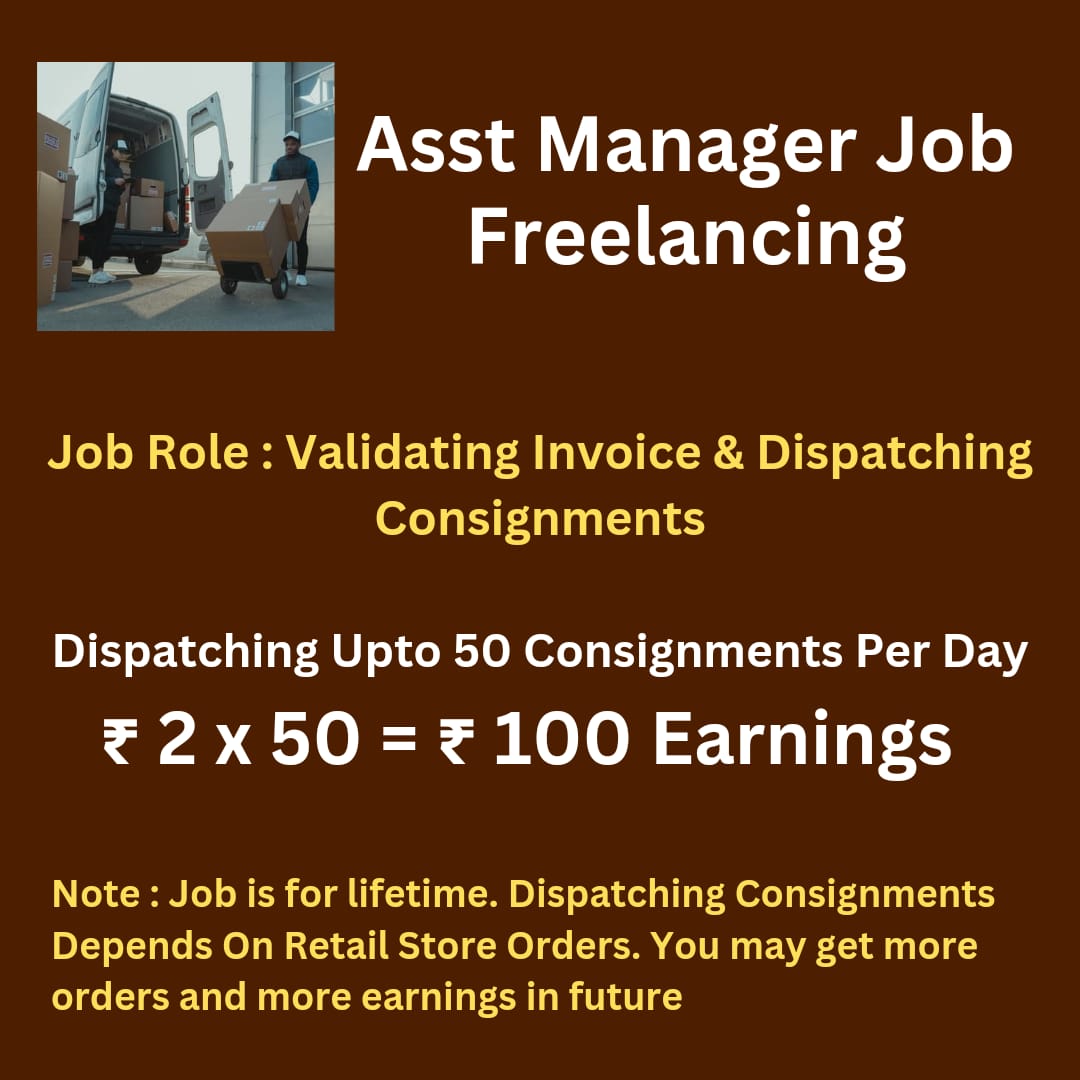 Asst Manager Job
Freelancing
Job Role : Validating Invoice & Dispatching
Consignments
Dispatching Upto 50 Consignments Per Day
₹ 2 x 50 = ₹ 100 Earnings
Note : Job is for lifetime. Dispatching Consignments
Depends On Retail Store Orders. You may get more
orders and more earnings in future